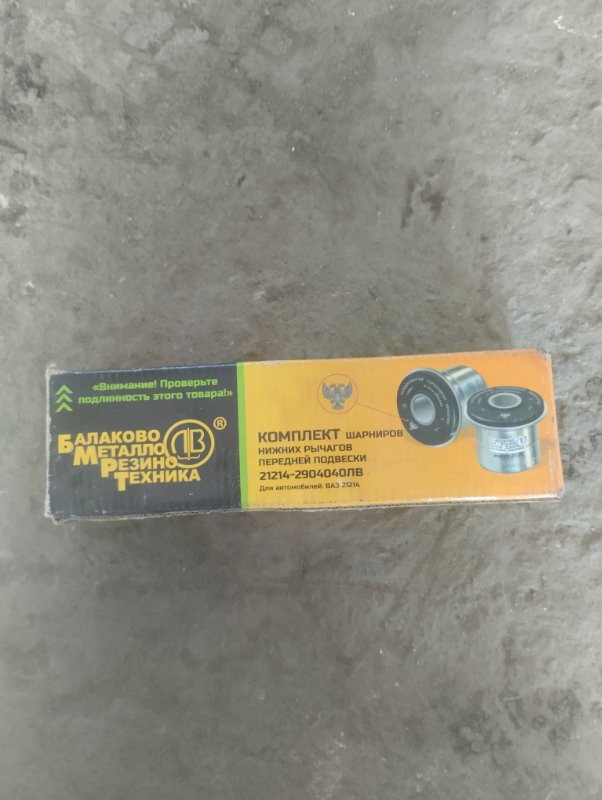 «Внимание! Проверьте
подлинность этого товара!»
Балаково
Металло
Резино
Техника
®
КОМПЛЕКТ ШАРНИРОВ
НИЖНИХ РЫЧАГОВ
ПЕРЕДНЕЙ ПОДВЕСКИ
21214-2904040ЛВ
Для автомобилей: ВАЗ 21214